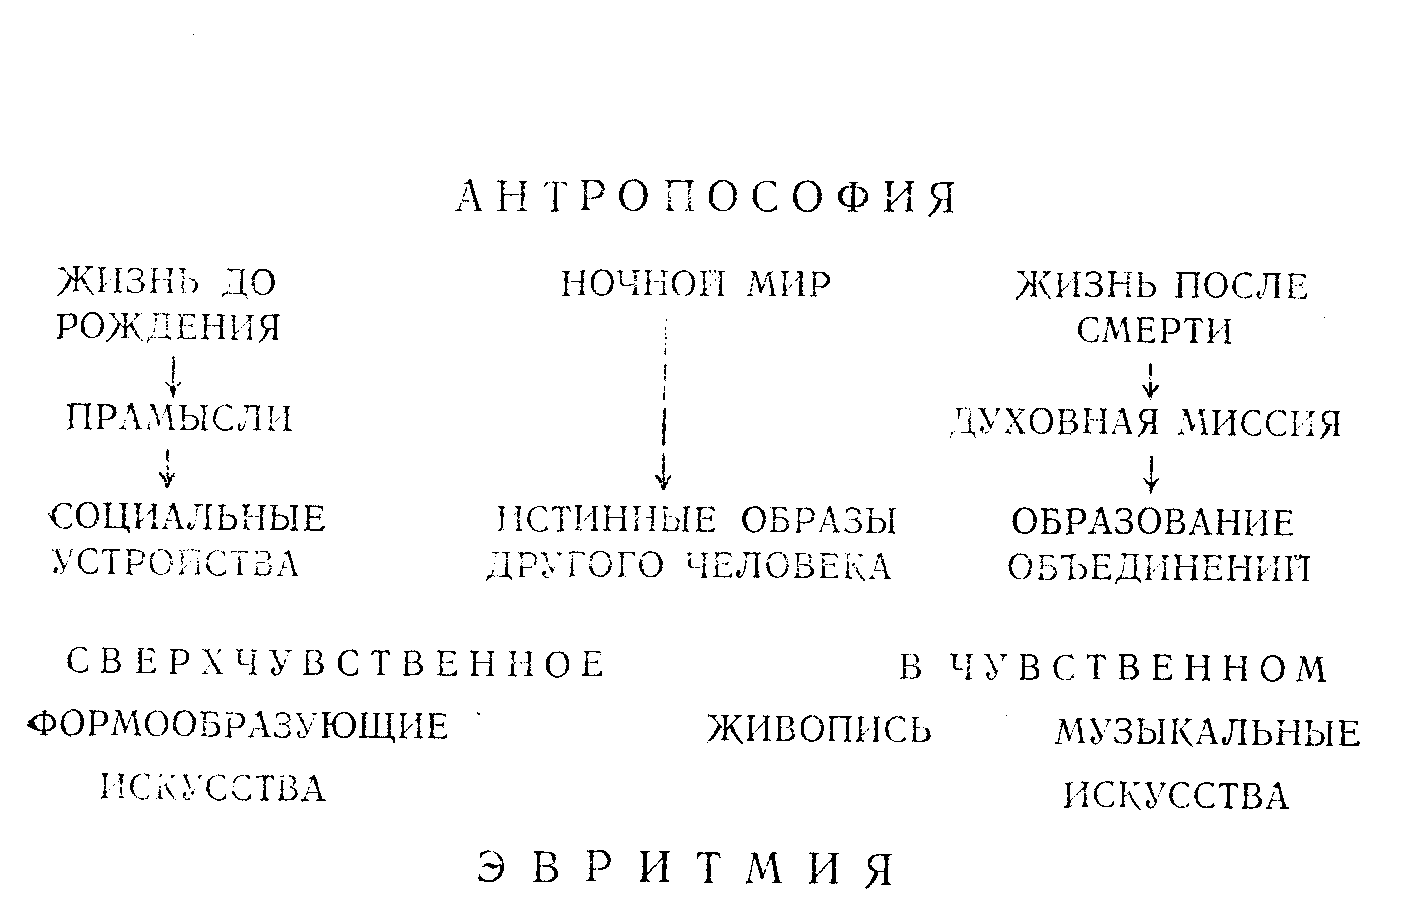 АНТРОПОСОФИЯ
ЖИЗНЬ ДО
РОЖДЕНИЯ
ПРАМЫСЛИ
СОЦИАЛЬНЫЕ
УСТРОЙСТВА
НОЧНОЙ МИР
ИСТИННЫЕ ОБРАЗЫ
ДРУГОГО ЧЕЛОВЕКА
ЖИЗНЬ ПОСЛЕ
СМЕРТИ
ДУХОВНАЯ МИССИЯ
ОБРАЗОВАНИЕ
ОБЪЕДИНЕНИЙ
СВЕРХЧУВСТВЕННОЕ В ЧУВСТВЕННОМ
ФОРМООБРАЗУЮЩИЕ
ИСКУССТВА
ЖИВОПИСЬ
МУЗЫКАЛЬНЫЕ
ИСКУССТВА
ЭВРИТМИЯ